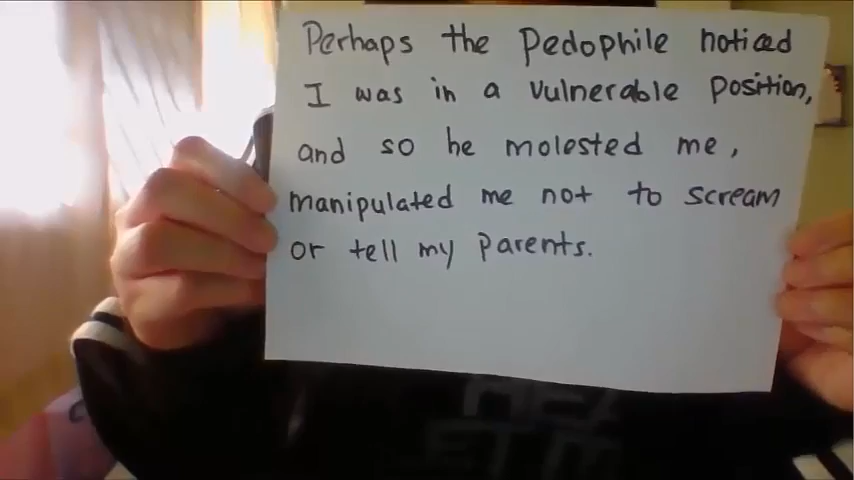 Perhaps the Pedophile noticed
I was in a vulnerable position,
and so he molested me,
manipulated me not to scream
or tell my parents.